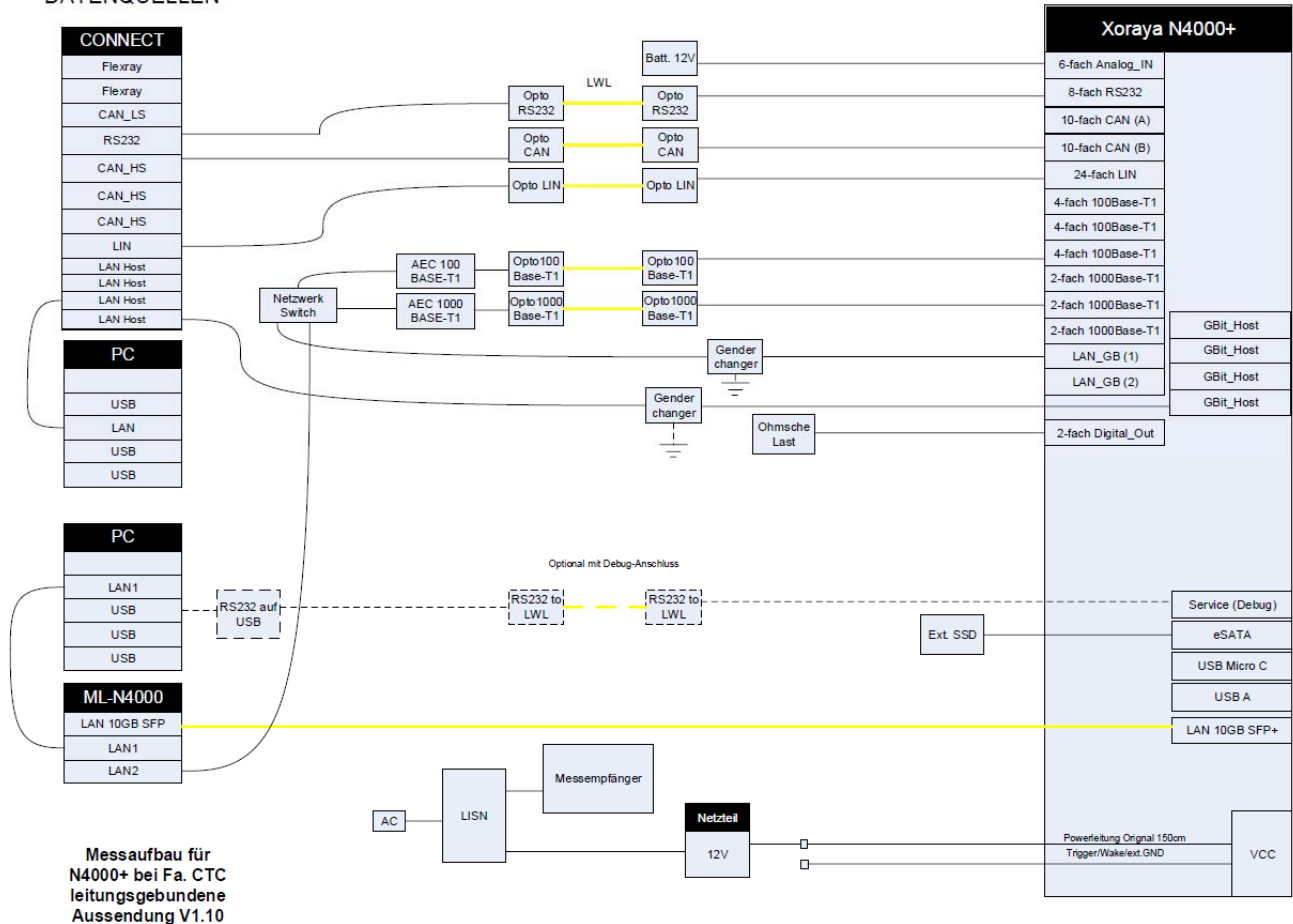 DATENQUELLEN
CONNECT
Flexray
Flexray
CAN_LS
RS232
CAN_HS
CAN_HS
CAN_HS
LIN
LAN Host
LAN Host
LAN Host
LAN Host
PC
USB
LAN
USB
USB
PC
LAN1
USB
USB
USB
ML-N4000
LAN 10GB SFP
LAN1
LAN2
Messaufbau für
N4000+ bei Fa. CTC
leitungsgebundene
Aussendung V1.10
Netzwerk
Switch
RS232 auf
USB
AEC 100
BASE-T1
AEC 1000
BASE-T1
LWL
Opto
RS232
Opto
CAN
Opto LIN
Opto100
Base-T1
Opto1000
Base-T1
Batt. 12V
Opto
RS232
Opto
CAN
Opto LIN
Opto100
Base-T1
Opto1000
Base-T1
Gender
changer
Gender
changer
Ohmsche
Last
Optional mit Debug-Anschluss
RS232 to
LWL
RS232 to
LWL
Ext. SSD
AC
LISN
Messempfänger
Netzteil
12V
Xoraya N4000+
6-fach Analog_IN
8-fach RS232
10-fach CAN (A)
10-fach CAN (B)
24-fach LIN
4-fach 100Base-T1
4-fach 100Base-T1
4-fach 100Base-T1
2-fach 1000Base-T1
2-fach 1000Base-T1
2-fach 1000Base-T1
LAN_GB (1)
LAN_GB (2)
2-fach Digital_Out
GBit_Host
GBit_Host
GBit_Host
GBit_Host
Service (Debug)
eSATA
USB Micro C
USB A
LAN 10GB SFP+
Powerleitung Orignal 150cm
Trigger/Wake/ext.GND
VCC